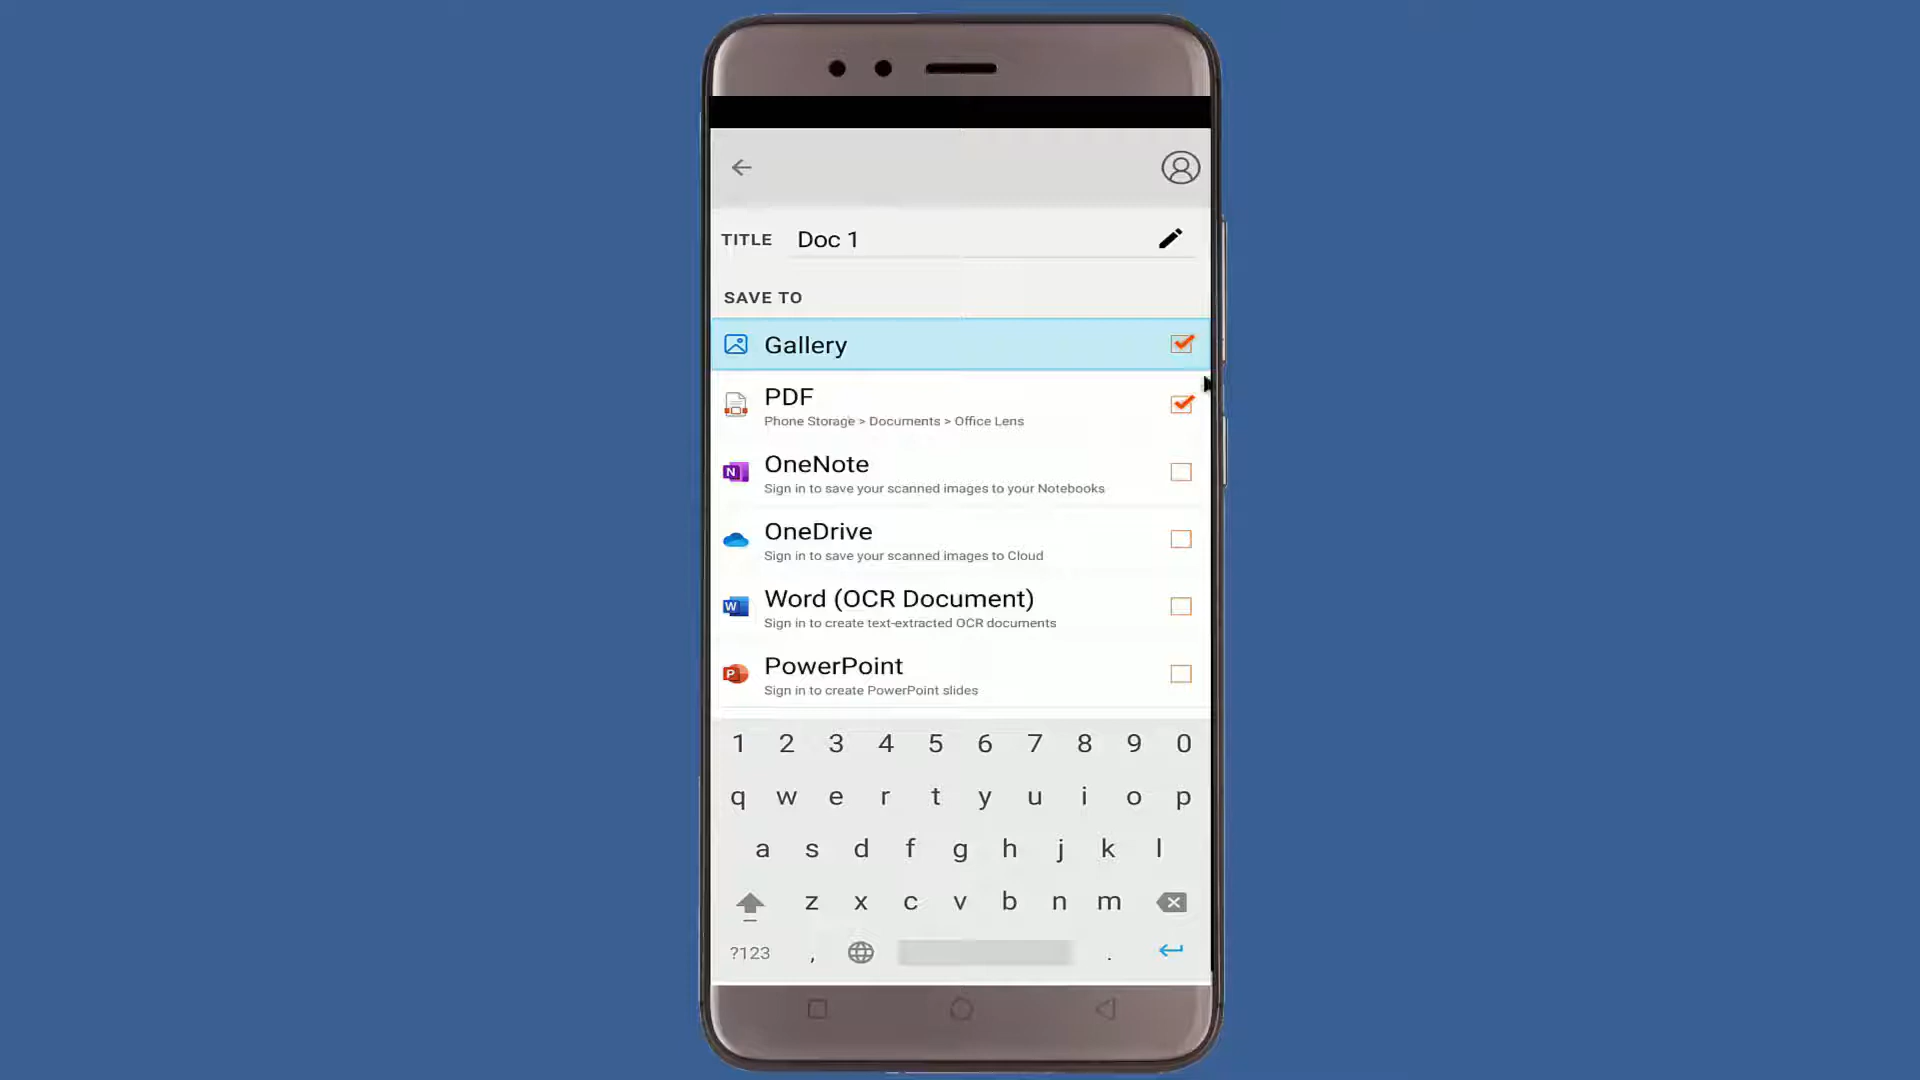 TITLE Doc 1
SAVE TO
Gallery
PDF
Phone Storage > Documents > Office Lens
N OneNote
Sign in to save your scanned images to your Notebooks
OneDrive
Sign in to save your scanned images to Cloud
W Word (OCR Document)
Sign in to create text-extracted OCR documents
P PowerPoint
Sign in to create PowerPoint slides
1 2 3 4 5 6 7 8 9 0
q w e r t y u i o p
a s d f g h j k l
z x c v b n m
?123 , .